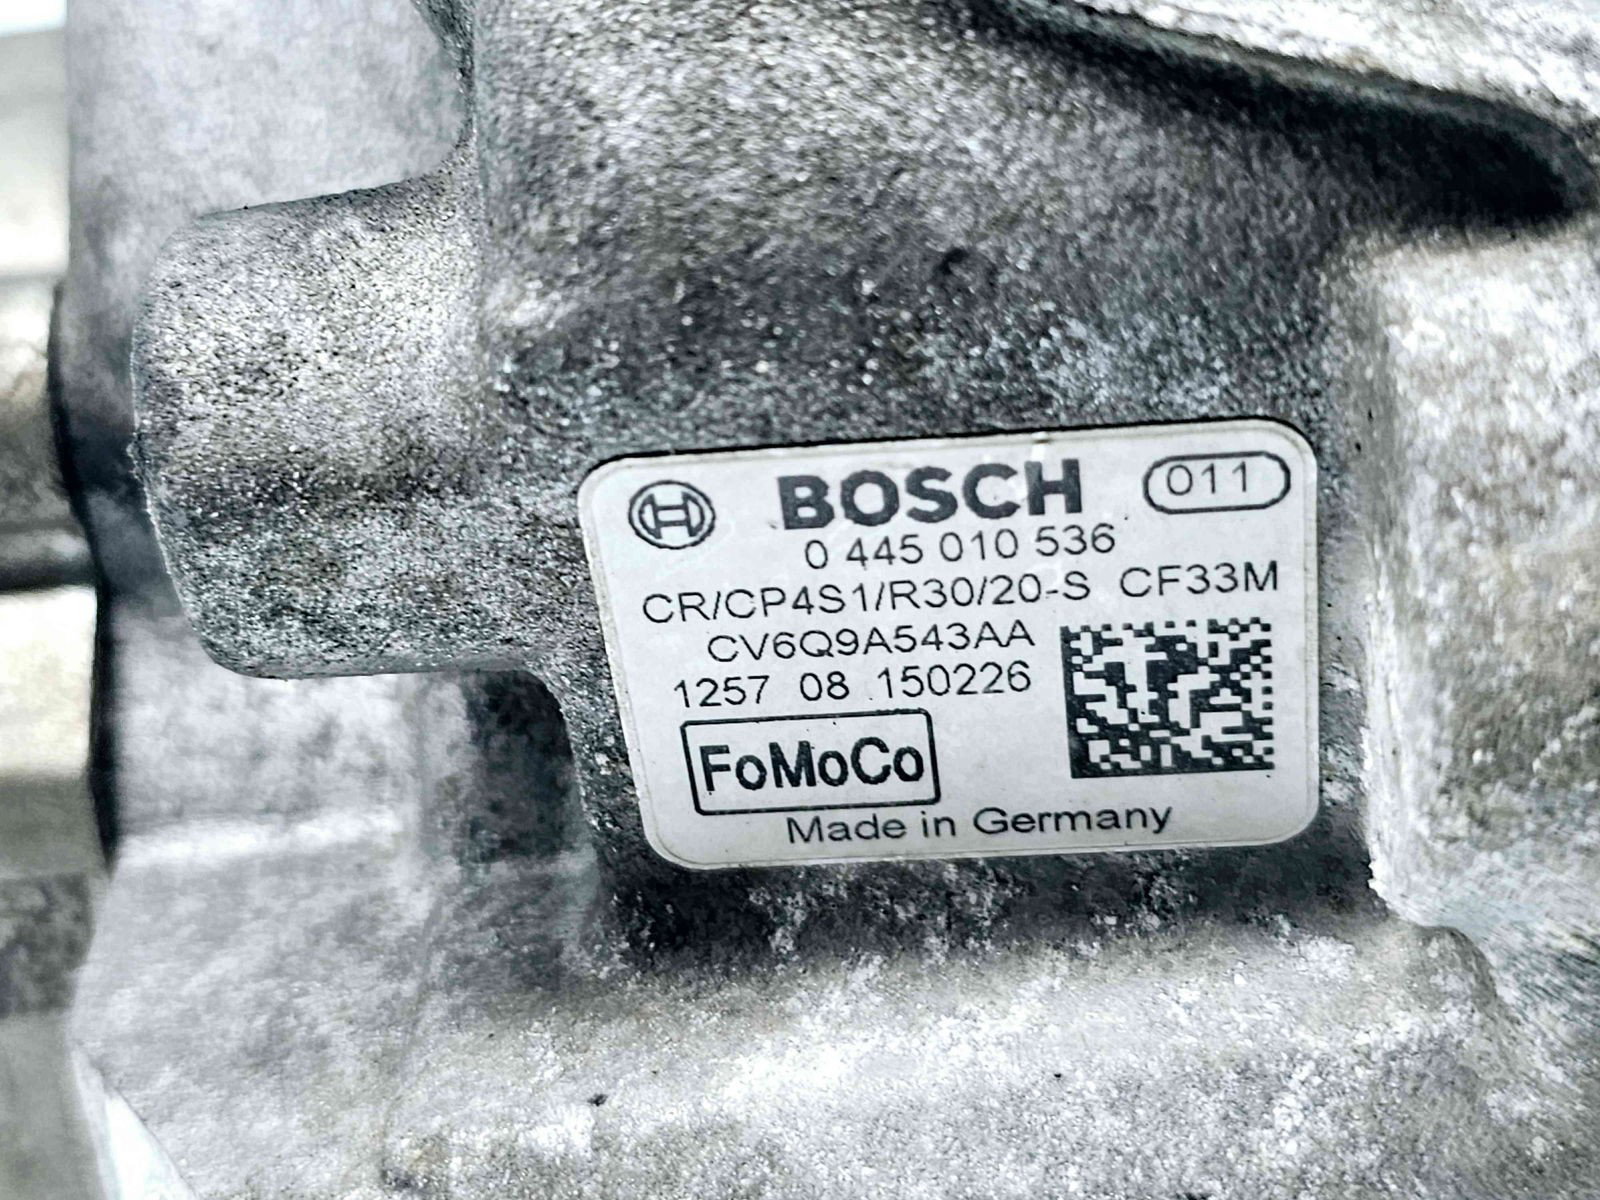 BOSCH 011
0 445 010 536
CR/CP4S1/R30/20-S CF33M
CV6Q9A543AA
1257 08 150226
FoMoCo
Made in Germany